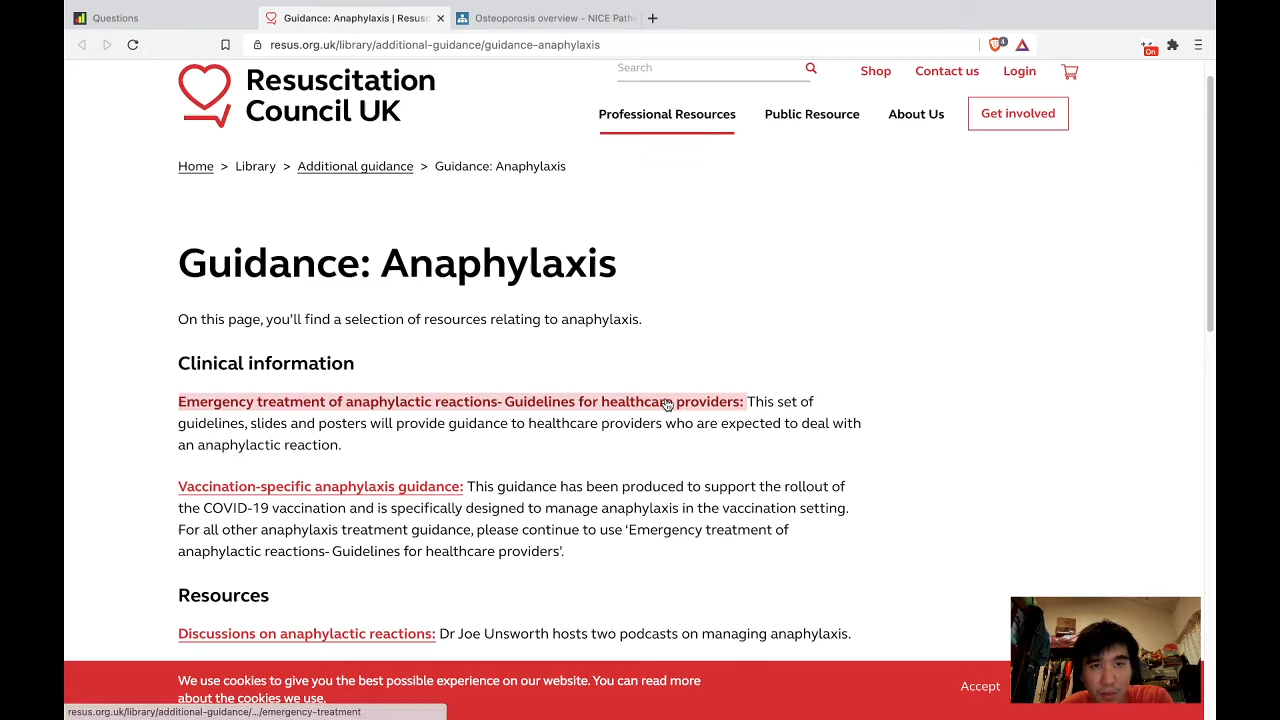 Questions
Guidance: Anaphylaxis | Resusc
Osteoporosis overview - NICE Path
resus.org.uk/library/additional-guidance/guidance-anaphylaxis
4
On
Resuscitation
Council UK
Search
Shop
Contact us
Login
Professional Resources
Public Resource
About Us
Get involved
Home > Library > Additional guidance > Guidance: Anaphylaxis
Guidance: Anaphylaxis
On this page, you'll find a selection of resources relating to anaphylaxis.
Clinical information
Emergency treatment of anaphylactic reactions- Guidelines for healthcare providers: This set of
guidelines, slides and posters will provide guidance to healthcare providers who are expected to deal with
an anaphylactic reaction.
Vaccination-specific anaphylaxis guidance: This guidance has been produced to support the rollout of
the COVID-19 vaccination and is specifically designed to manage anaphylaxis in the vaccination setting.
For all other anaphylaxis treatment guidance, please continue to use 'Emergency treatment of
anaphylactic reactions- Guidelines for healthcare providers'.
Resources
Discussions on anaphylactic reactions: Dr Joe Unsworth hosts two podcasts on managing anaphylaxis.
We use cookies to give you the best possible experience on our website. You can read more
about the cookies we use.
Accept
resus.org.uk/library/additional-guidance/.../emergency-treatment